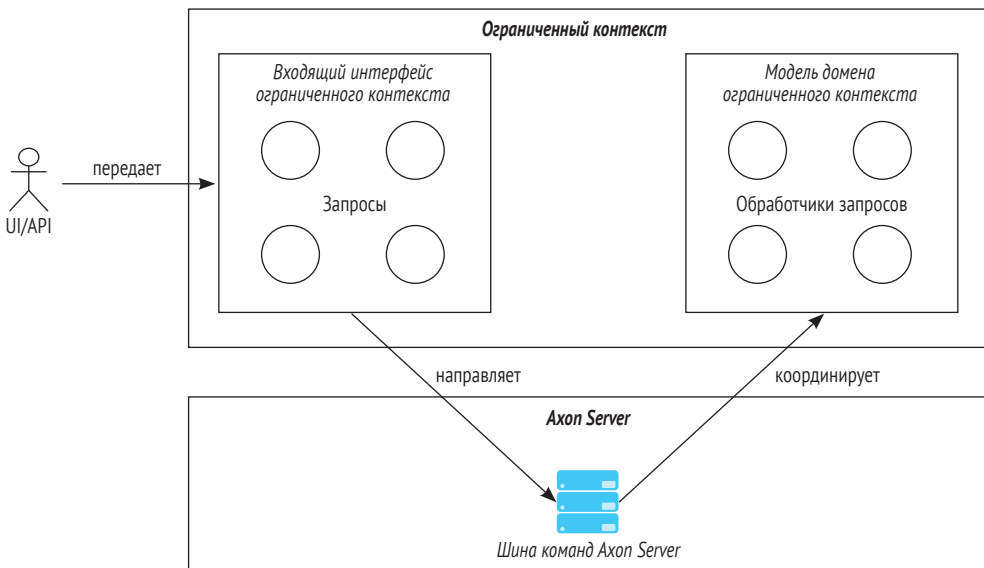 Ограниченный контекст
Входящий интерфейс
ограниченного контекста
Модель домена
ограниченного контекста
передает
UI/API
Запросы
Обработчики запросов
направляет
координирует
Axon Server
Шина команд Axon Server